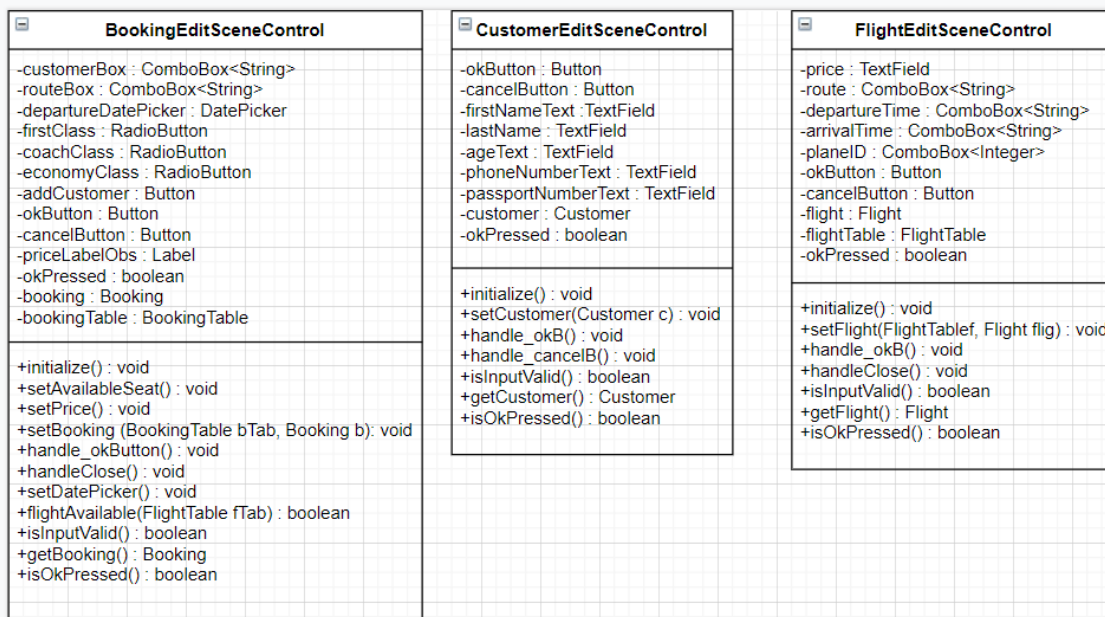 BookingEditSceneControl
-customerBox : ComboBox<String>
-routeBox : ComboBox<String>
-departureDatePicker : DatePicker
-firstClass : RadioButton
-coachClass : RadioButton
-economyClass : RadioButton
-addCustomer : Button
-okButton : Button
-cancelButton : Button
-priceLabelObs : Label
-okPressed : boolean
-booking : Booking
-bookingTable : BookingTable
+initialize() : void
+setAvailableSeat() : void
+setPrice() : void
+setBooking (BookingTable bTab, Booking b): void
+handle_okButton() : void
+handleClose() : void
+setDatePicker() : void
+flightAvailable(FlightTable fTab) : boolean
+isInputValid() : boolean
+getBooking() : Booking
+isOkPressed() : boolean
CustomerEditSceneControl
-okButton : Button
-cancelButton : Button
-firstNameText :TextField
-lastName : TextField
-ageText : TextField
-phoneNumberText : TextField
-passportNumberText : TextField
-customer : Customer
-okPressed : boolean
+initialize() : void
+setCustomer(Customer c) : void
+handle_okB() : void
+handle_cancelB() : void
+isInputValid() : boolean
+getCustomer() : Customer
+isOkPressed() : boolean
FlightEditSceneControl
-price : TextField
-route : ComboBox<String>
-departureTime : ComboBox<String>
-arrivalTime : ComboBox<String>
-planeID : ComboBox<Integer>
-okButton : Button
-cancelButton : Button
-flight : Flight
-flightTable : FlightTable
-okPressed : boolean
+initialize() : void
+setFlight(FlightTablef, Flight flig) : void
+handle_okB() : void
+handleClose() : void
+isInputValid() : boolean
+getFlight() : Flight
+isOkPressed() : boolean